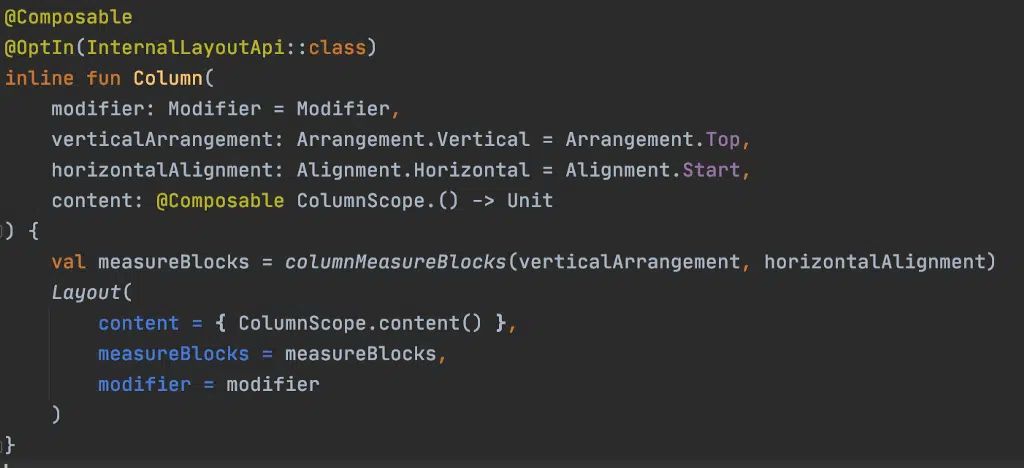 @Composable
@OptIn(InternalLayoutApi::class)
inline fun Column(
    modifier: Modifier = Modifier,
    verticalArrangement: Arrangement.Vertical = Arrangement.Top,
    horizontalAlignment: Alignment.Horizontal = Alignment.Start,
    content: @Composable ColumnScope.() -> Unit
) {
    val measureBlocks = columnMeasureBlocks(verticalArrangement, horizontalAlignment)
    Layout(
        content = { ColumnScope.content() },
        measureBlocks = measureBlocks,
        modifier = modifier
    )
}